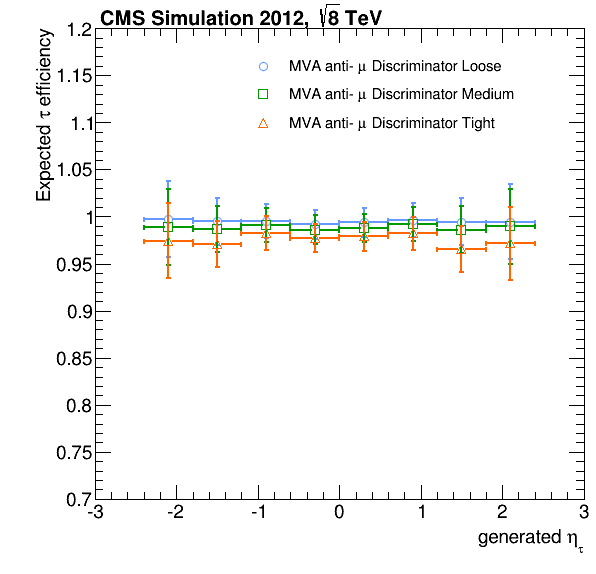 CMS Simulation 2012, √8 TeV
Expected τ efficiency
MVA anti- μ Discriminator Loose
MVA anti- μ Discriminator Medium
MVA anti- μ Discriminator Tight
1.2
1.15
1.1
1.05
1
0.95
0.9
0.85
0.8
0.75
0.7
-3 -2 -1 0 1 2 3
generated ητ